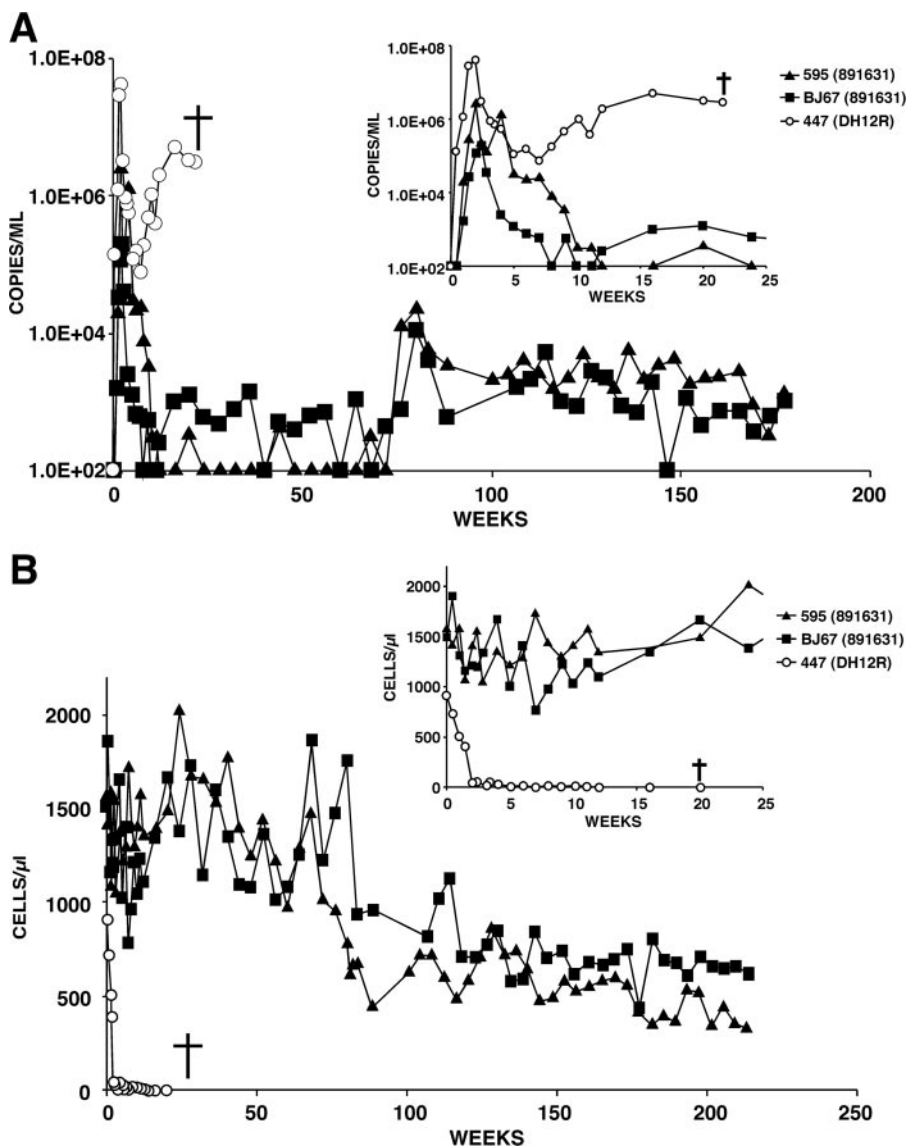 A
1.0E+08
1.0E+06
1.0E+04
1.0E+02
COPIES/ML
0 50 100 150 200
WEEKS
1.0E+08
1.0E+06
1.0E+04
1.0E+02
COPIES/ML
0 5 10 15 20 25
WEEKS
595 (891631)
BJ67 (891631)
447 (DH12R)
B
2000
1500
1000
500
0
CELLS/µl
0 50 100 150 200 250
WEEKS
2000
1500
1000
500
0
CELLS/µl
0 5 10 15 20 25
WEEKS
595 (891631)
BJ67 (891631)
447 (DH12R)